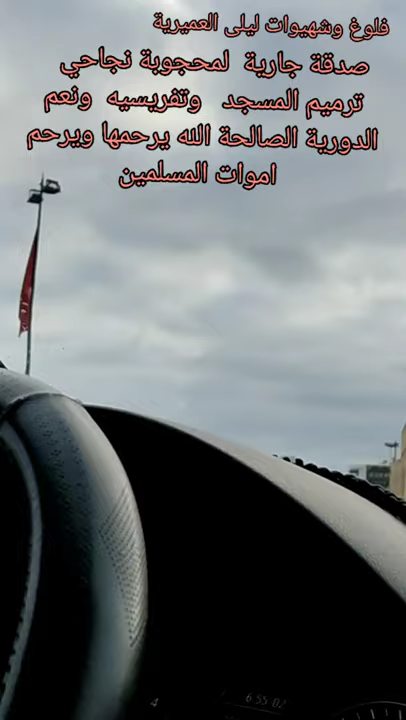 فلوغ وشهيوات ليلى العميرية
صدقة جارية لمحجوبة نجاحي
ترميم المسجد وتفريسيه ونعم
الدورية الصالحة الله يرحمها ويرحم
اموات المسلمين
4